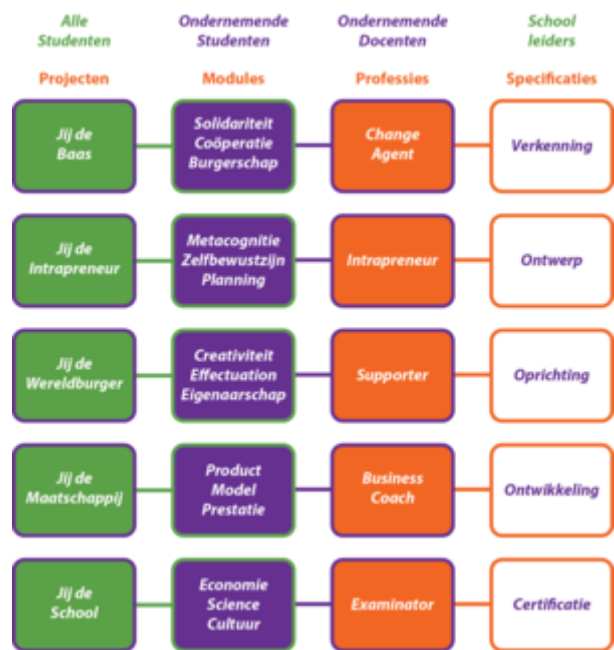 Alle Studenten
Ondernemende Studenten
Ondernemende Docenten
School leiders
Projecten
Modules
Professies
Specificaties
Jij de
Baas
Solidariteit
Coöperatie
Burgerschap
Change
Agent
Verkenning
Jij de
Intrapreneur
Metacognitie
Zelfbewustzijn
Planning
Intrapreneur
Ontwerp
Jij de
Wereldburger
Creativiteit
Effectuation
Eigenaarschap
Supporter
Oprichting
Jij de
Maatschappij
Product
Model
Prestatie
Business
Coach
Ontwikkeling
Jij de
School
Economie
Science
Cultuur
Examinator
Certificatie